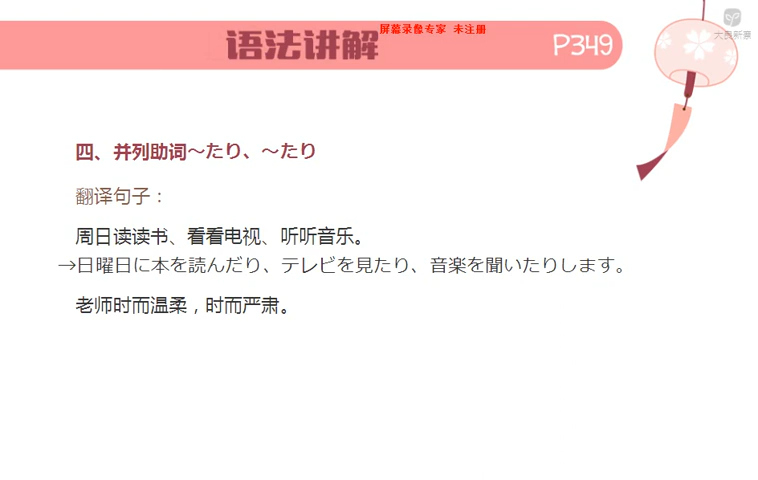 屏幕录像专家 未注册
语法讲解
P349
大良新意
四、并列助词～たり、～たり
翻译句子：
周日读读书、看看电视、听听音乐。
→日曜日に本を読んだり、テレビを見たり、音楽を聞いたりします。
老师时而温柔，时而严肃。